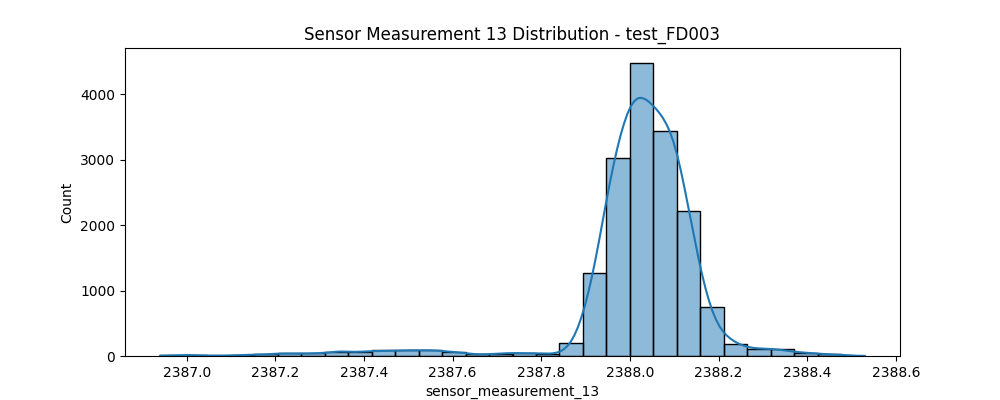 Sensor Measurement 13 Distribution - test_FD003
4000
3000
2000
1000
0
Count
2387.0 2387.2 2387.4 2387.6 2387.8 2388.0 2388.2 2388.4 2388.6
sensor_measurement_13